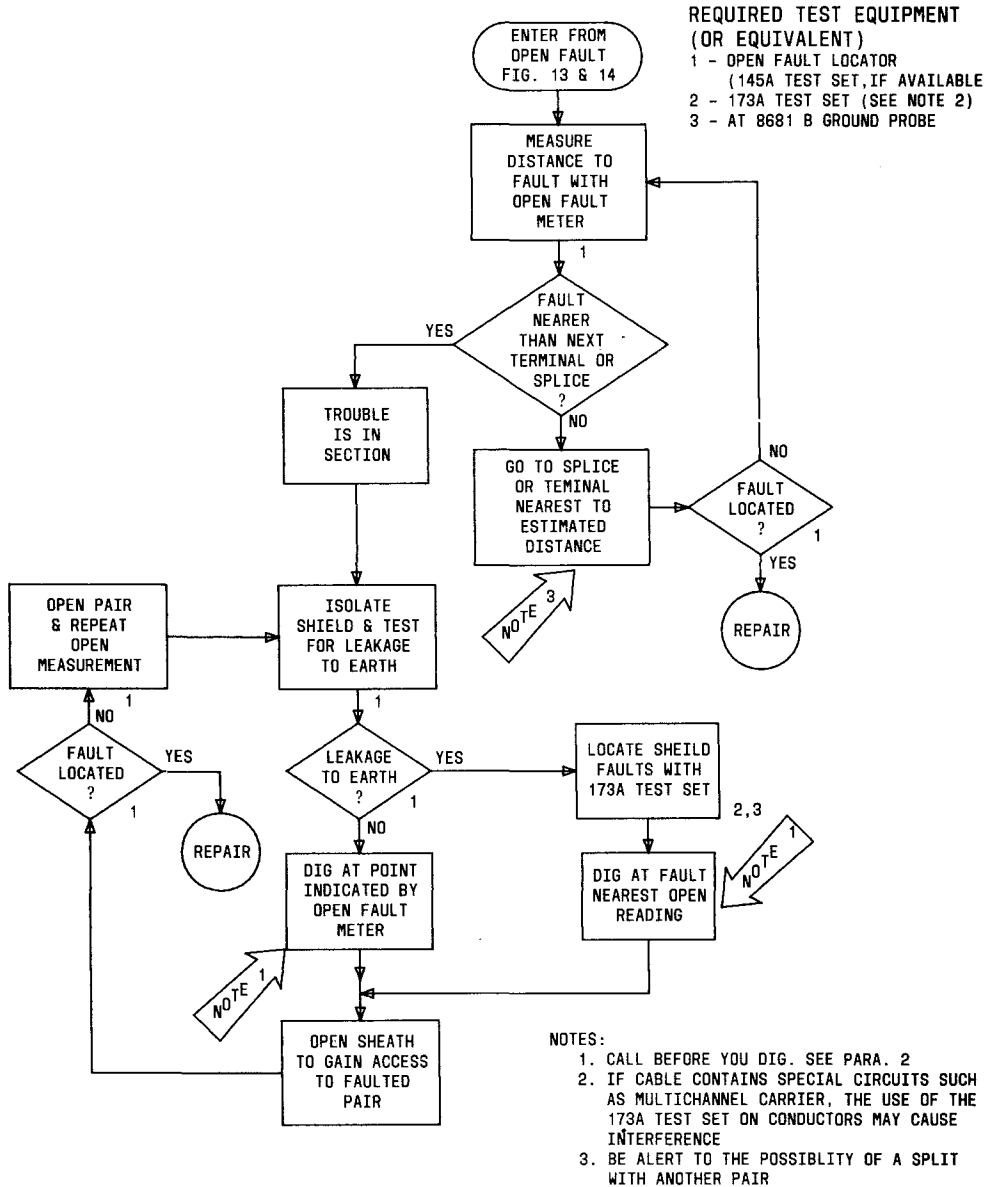 REQUIRED TEST EQUIPMENT
(OR EQUIVALENT)
1 - OPEN FAULT LOCATOR
(145A TEST SET,IF AVAILABLE
2 - 173A TEST SET (SEE NOTE 2)
3 - AT 8681 B GROUND PROBE
ENTER FROM
OPEN FAULT
FIG. 13 & 14
MEASURE
DISTANCE TO
FAULT WITH
OPEN FAULT
METER
1
FAULT
NEARER
THAN NEXT
TERMINAL OR
SPLICE
?
YES
NO
TROUBLE
IS IN
SECTION
GO TO SPLICE
OR TEMINAL
NEAREST TO
ESTIMATED
DISTANCE
NOTE 3
NO
FAULT
LOCATED
?
1
YES
REPAIR
OPEN PAIR
& REPEAT
OPEN
MEASUREMENT
1
ISOLATE
SHIELD & TEST
FOR LEAKAGE
TO EARTH
1
NO
FAULT
LOCATED
?
1
YES
REPAIR
LEAKAGE
TO EARTH
?
1
YES
NO
LOCATE SHEILD
FAULTS WITH
173A TEST SET
2,3
DIG AT POINT
INDICATED BY
OPEN FAULT
METER
NOTE 1
DIG AT FAULT
NEAREST OPEN
READING
NOTE 1
OPEN SHEATH
TO GAIN ACCESS
TO FAULTED
PAIR
NOTES:
1. CALL BEFORE YOU DIG. SEE PARA. 2
2. IF CABLE CONTAINS SPECIAL CIRCUITS SUCH
AS MULTICHANNEL CARRIER, THE USE OF THE
173A TEST SET ON CONDUCTORS MAY CAUSE
INTERFERENCE
3. BE ALERT TO THE POSSIBLITY OF A SPLIT
WITH ANOTHER PAIR